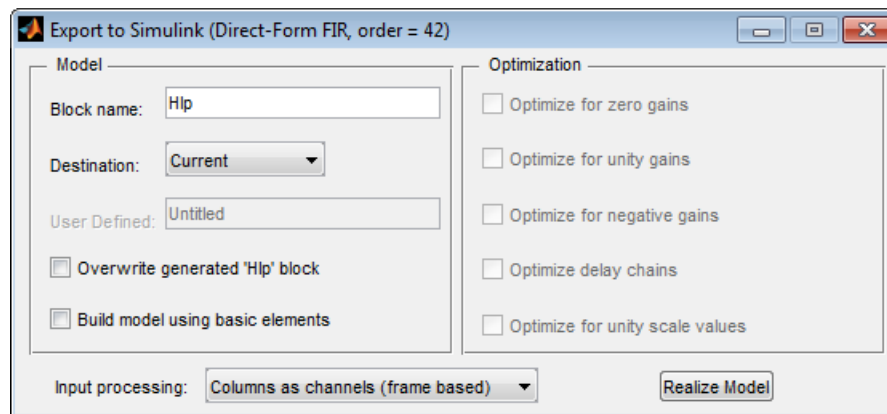 Export to Simulink (Direct-Form FIR, order = 42)
Model
Block name:
Hlp
Destination:
Current
User Defined:
Untitled
Overwrite generated 'Hlp' block
Build model using basic elements
Optimization
Optimize for zero gains
Optimize for unity gains
Optimize for negative gains
Optimize delay chains
Optimize for unity scale values
Input processing:
Columns as channels (frame based)
Realize Model